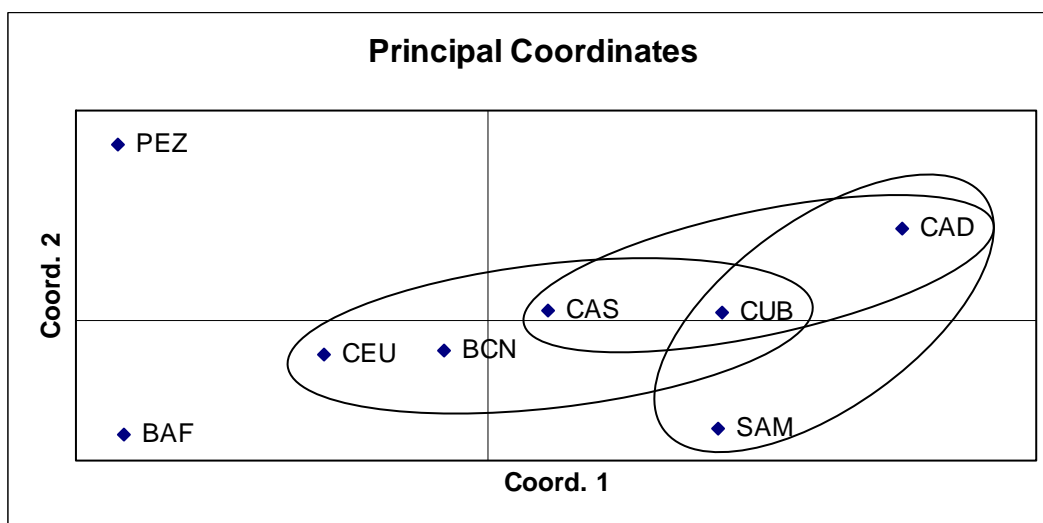 Principal Coordinates
PEZ
CAD
CAS
CUB
CEU
BCN
BAF
SAM
Coord. 2
Coord. 1